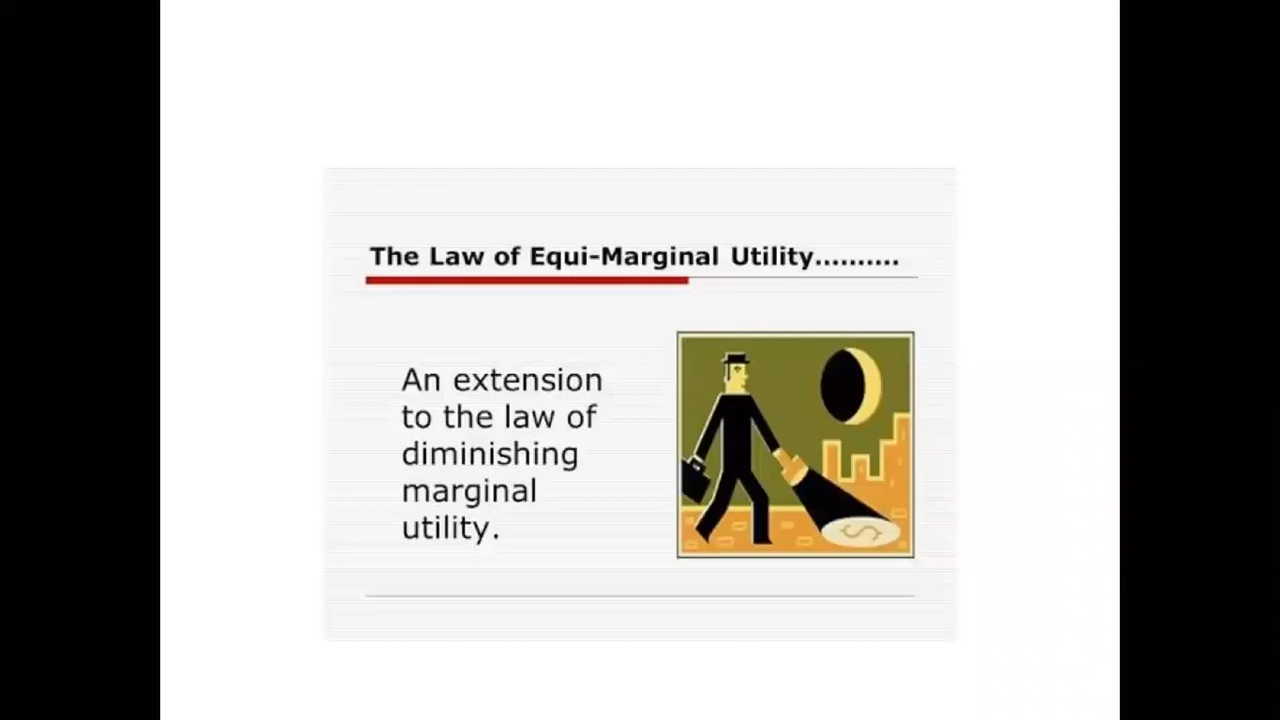 The Law of Equi-Marginal Utility..........
An extension
to the law of
diminishing
marginal
utility.
$